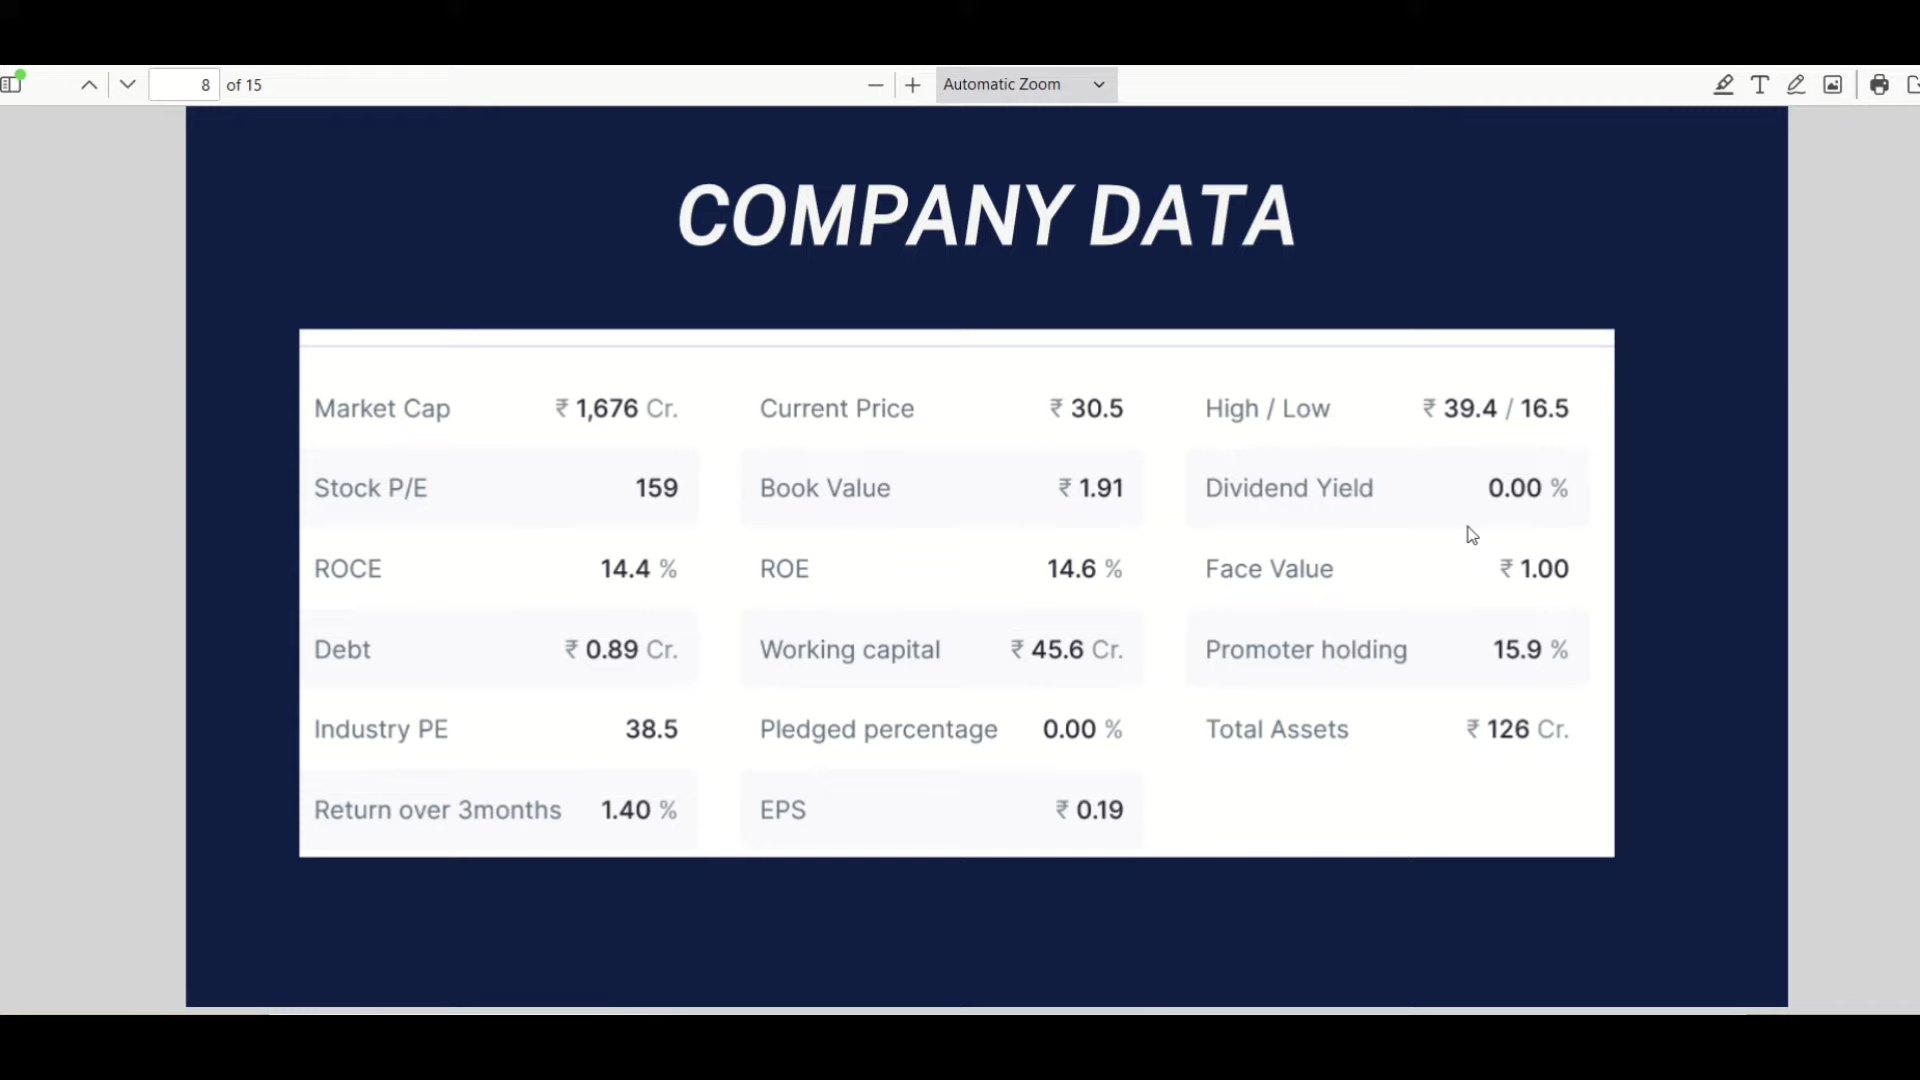 8 of 15 Automatic Zoom
COMPANY DATA
Market Cap ₹ 1,676 Cr. Current Price ₹ 30.5 High / Low ₹ 39.4 / 16.5
Stock P/E 159 Book Value ₹ 1.91 Dividend Yield 0.00 %
ROCE 14.4 % ROE 14.6 % Face Value ₹ 1.00
Debt ₹ 0.89 Cr. Working capital ₹ 45.6 Cr. Promoter holding 15.9 %
Industry PE 38.5 Pledged percentage 0.00 % Total Assets ₹ 126 Cr.
Return over 3months 1.40 % EPS ₹ 0.19